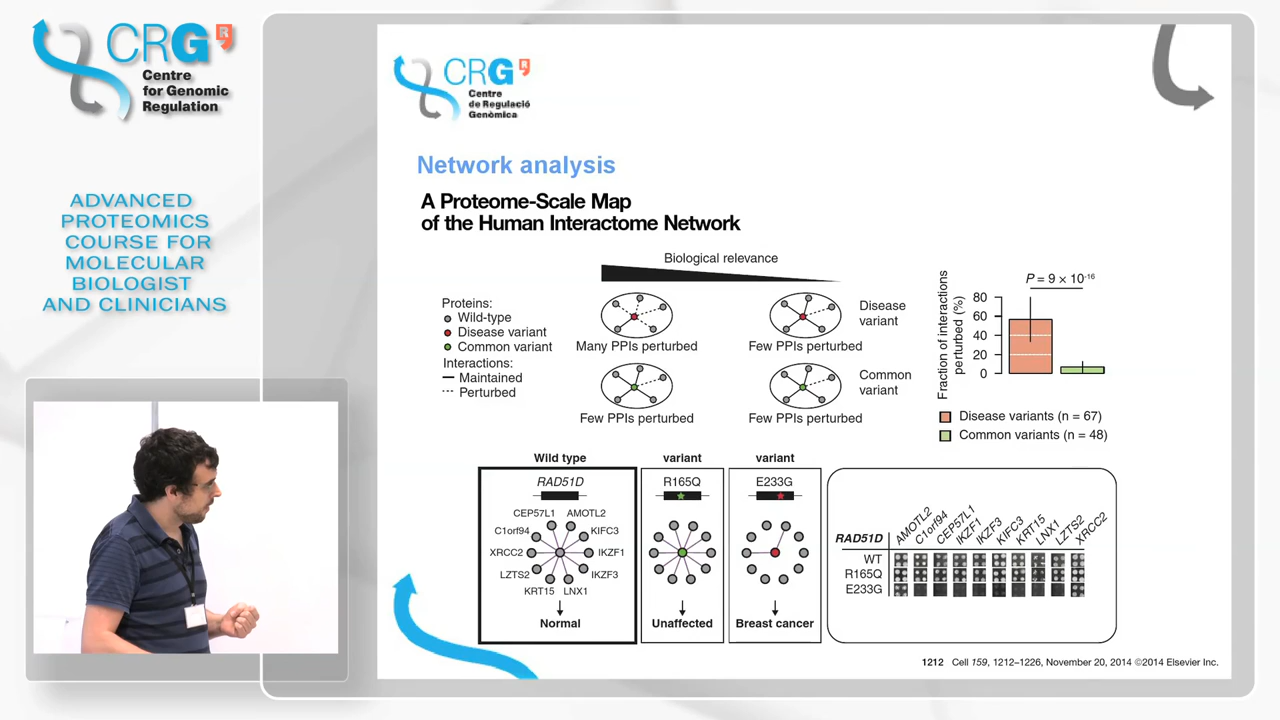 CRG
Centre
for Genomic
Regulation
ADVANCED
PROTEOMICS
COURSE FOR
MOLECULAR
BIOLOGIST
AND CLINICIANS
CRG
Centre
de Regulació
Genòmica
Network analysis
A Proteome-Scale Map
of the Human Interactome Network
Biological relevance
Proteins:
Wild-type
Disease variant
Common variant
Interactions:
Maintained
Perturbed
Many PPIs perturbed
Few PPIs perturbed
Disease
variant
Few PPIs perturbed
Few PPIs perturbed
Common
variant
Fraction of interactions
perturbed (%)
P = 9 × 10-16
80
60
40
20
0
Disease variants (n = 67)
Common variants (n = 48)
Wild type
RAD51D
CEP57L1 AMOTL2
C1orf94 KIFC3
XRCC2 IKZF1
LZTS2 IKZF3
KRT15 LNX1
Normal
variant
R165Q
Unaffected
variant
E233G
Breast cancer
RAD51D AMOTL2 C1orf94 CEP57L1 IKZF1 IKZF3 KIFC3 KRT15 LNX1 LZTS2 XRCC2
WT
R165Q
E233G
1212 Cell 159, 1212–1226, November 20, 2014 ©2014 Elsevier Inc.